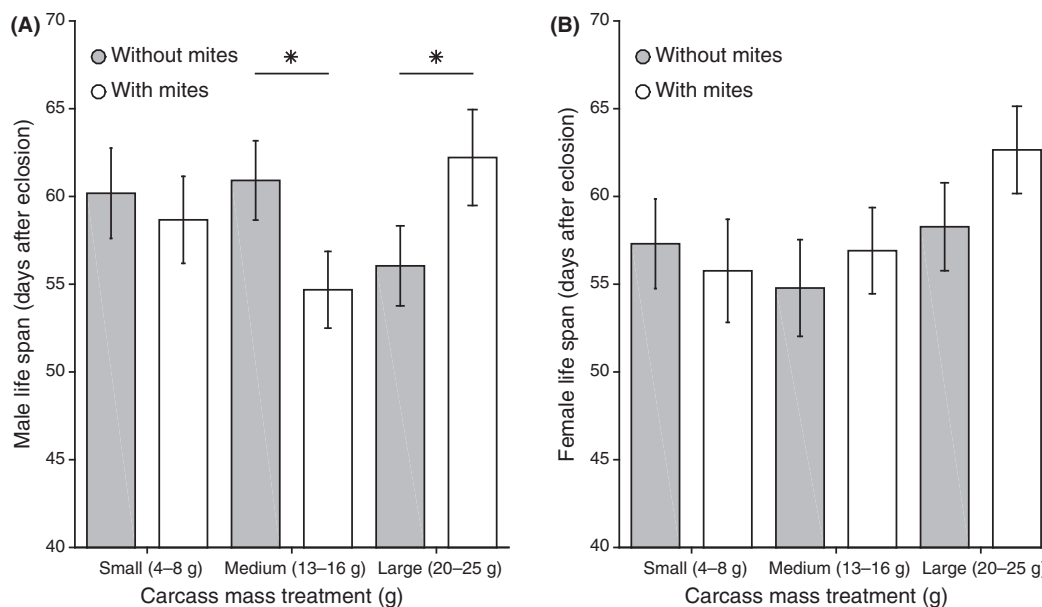 (A)
70
65
60
55
50
45
40
Male life span (days after eclosion)
Without mites
With mites
*
*
Small (4–8 g)
Medium (13–16 g)
Large (20–25 g)
Carcass mass treatment (g)
(B)
70
65
60
55
50
45
40
Female life span (days after eclosion)
Without mites
With mites
Small (4–8 g)
Medium (13–16 g)
Large (20–25 g)
Carcass mass treatment (g)